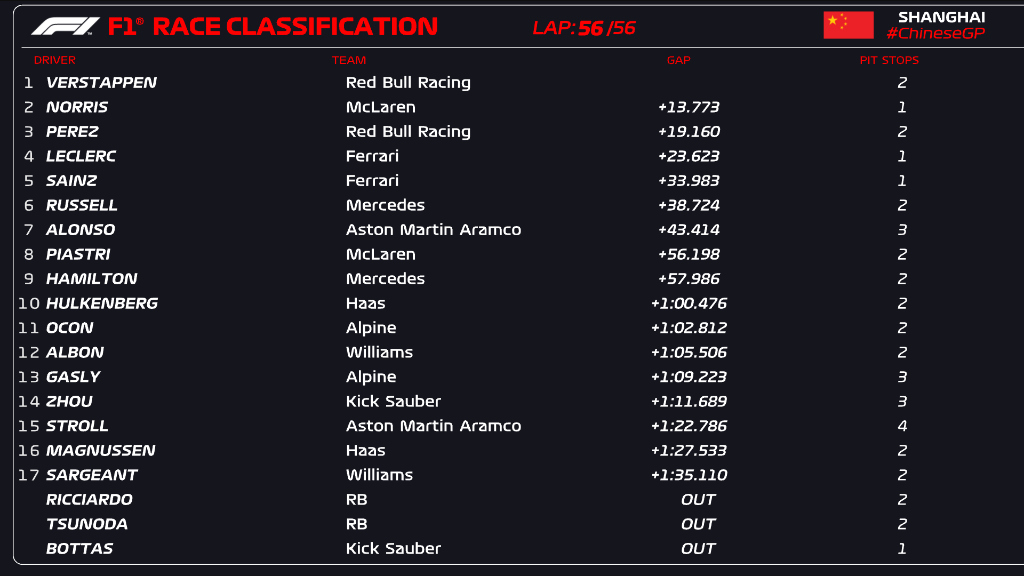 F1® RACE CLASSIFICATION LAP: 56/56 SHANGHAI
#ChineseGP
DRIVER TEAM GAP PIT STOPS
1 VERSTAPPEN Red Bull Racing 2
2 NORRIS McLaren +13.773 1
3 PEREZ Red Bull Racing +19.160 2
4 LECLERC Ferrari +23.623 1
5 SAINZ Ferrari +33.983 1
6 RUSSELL Mercedes +38.724 2
7 ALONSO Aston Martin Aramco +43.414 3
8 PIASTRI McLaren +56.198 2
9 HAMILTON Mercedes +57.986 2
10 HULKENBERG Haas +1:00.476 2
11 OCON Alpine +1:02.812 2
12 ALBON Williams +1:05.506 2
13 GASLY Alpine +1:09.223 3
14 ZHOU Kick Sauber +1:11.689 3
15 STROLL Aston Martin Aramco +1:22.786 4
16 MAGNUSSEN Haas +1:27.533 2
17 SARGEANT Williams +1:35.110 2
RICCIARDO RB OUT 2
TSUNODA RB OUT 2
BOTTAS Kick Sauber OUT 1